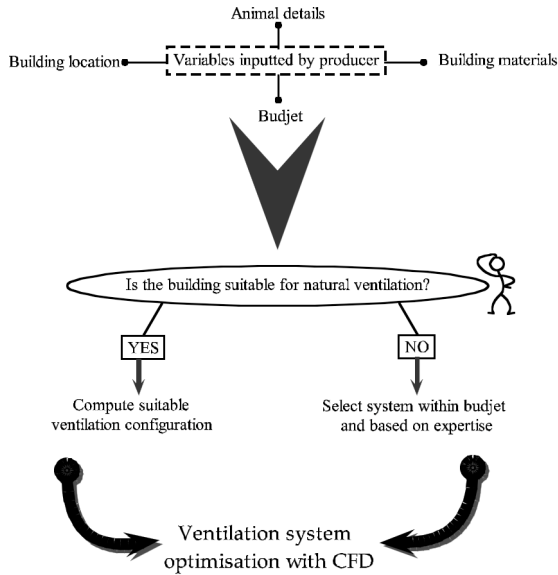 Animal details
Building location
Variables inputted by producer
Building materials
Budjet
Is the building suitable for natural ventilation?
YES
NO
Compute suitable
ventilation configuration
Select system within budjet
and based on expertise
Ventilation system
optimisation with CFD